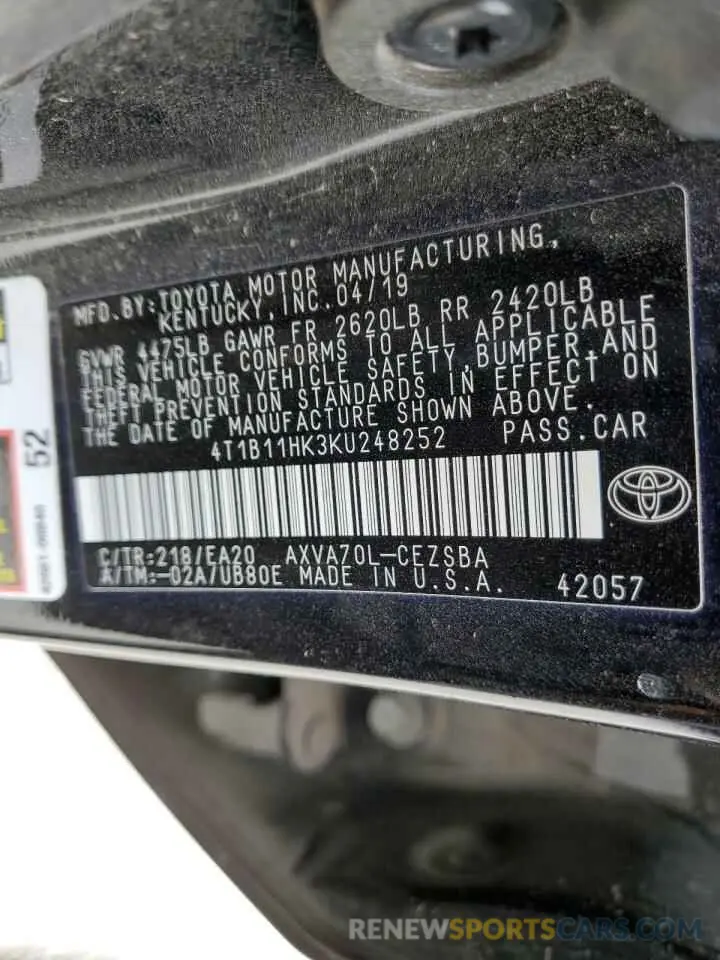 MFD.BY:TOYOTA MOTOR MANUFACTURING,
KENTUCKY, INC.04/19
GVWR 4475LB GAWR FR 2620LB RR 2420LB
THIS VEHICLE CONFORMS TO ALL APPLICABLE
FEDERAL MOTOR VEHICLE SAFETY,BUMPER,AND
THEFT PREVENTION STANDARDS IN EFFECT ON
THE DATE OF MANUFACTURE SHOWN ABOVE.
4T1B11HK3KU248252 PASS.CAR
C/TR:218/EA20 AXVA70L-CEZSBA
A/TM:-02A/UB80E MADE IN U.S.A. 42057
52
RENEWSPORTSCARS.COM